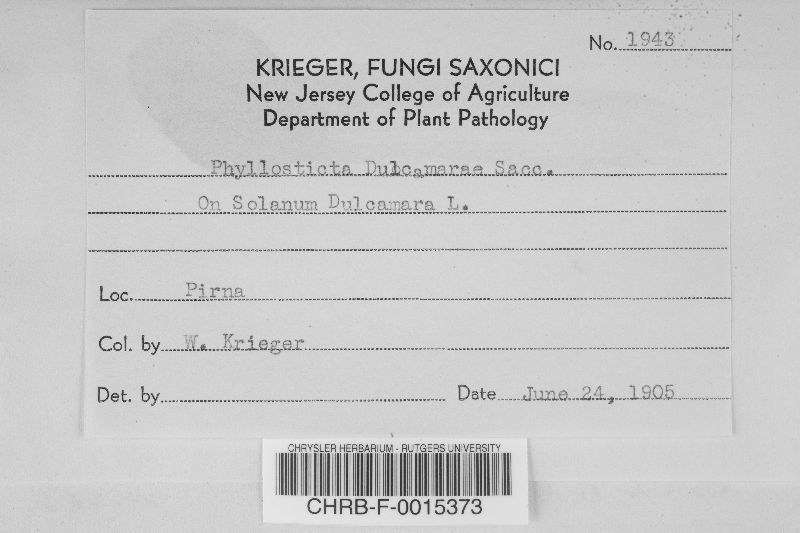 No. 1943
KRIEGER, FUNGI SAXONICI
New Jersey College of Agriculture
Department of Plant Pathology
Phyllosticta Dulcamarae Sacc.
On Solanum Dulcamara L.
Loc. Pirna
Col. by W. Krieger
Det. by
Date June 24, 1905
CHRYSLER HERBARIUM - RUTGERS UNIVERSITY
CHRB-F-0015373